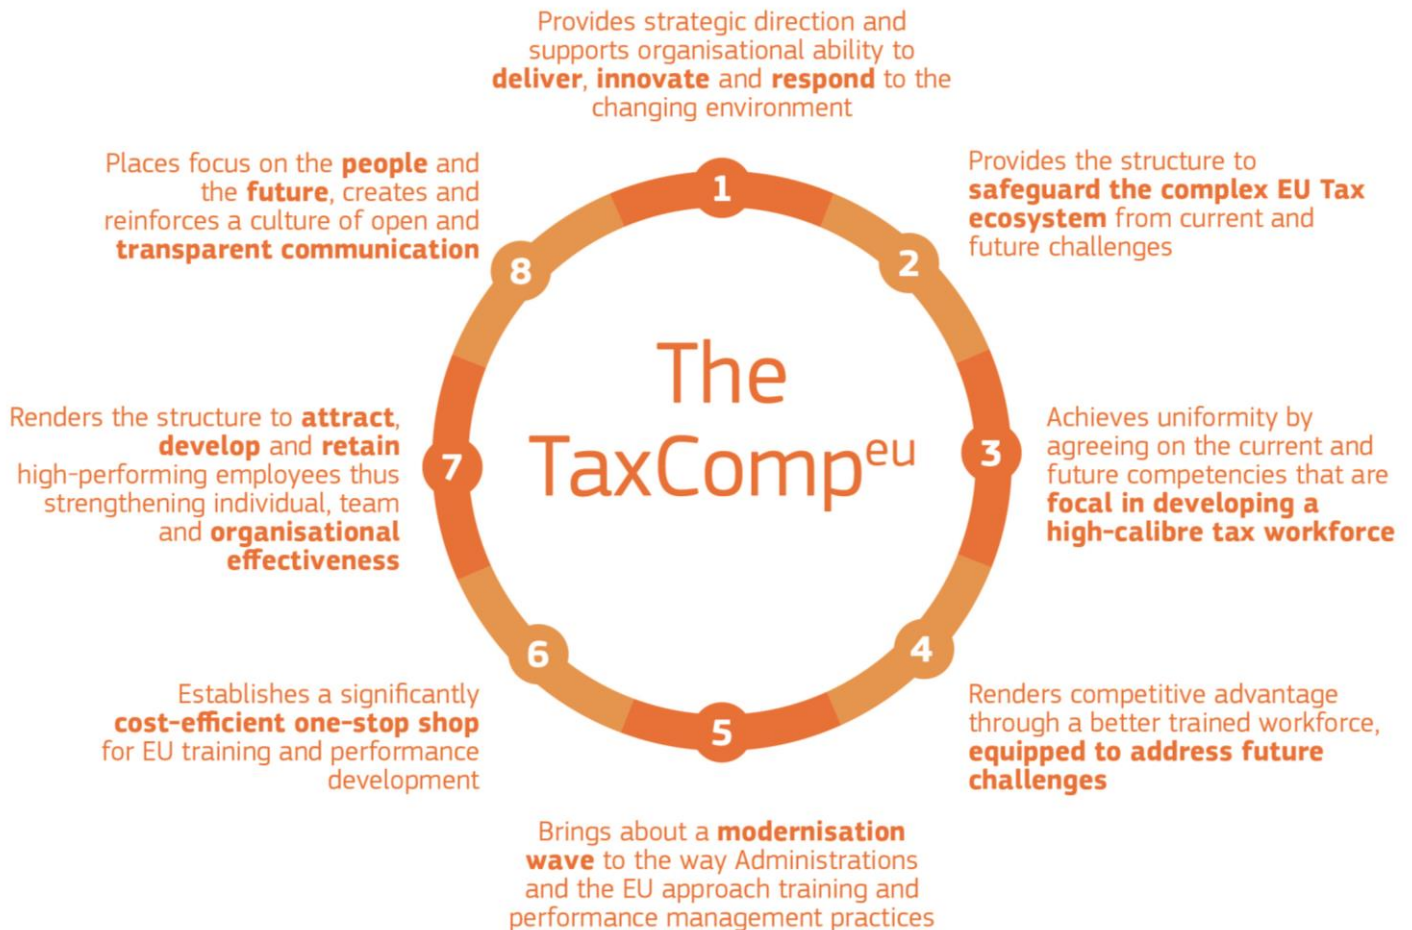 Provides strategic direction and
supports organisational ability to
deliver, innovate and respond to the
changing environment
1
Provides the structure to
safeguard the complex EU Tax
ecosystem from current and
future challenges
2
Achieves uniformity by
agreeing on the current and
future competencies that are
focal in developing a
high-calibre tax workforce
3
Renders competitive advantage
through a better trained workforce,
equipped to address future
challenges
4
Brings about a modernisation
wave to the way Administrations
and the EU approach training and
performance management practices
5
Establishes a significantly
cost-efficient one-stop shop
for EU training and performance
development
6
Renders the structure to attract,
develop and retain
high-performing employees thus
strengthening individual, team
and organisational
effectiveness
7
Places focus on the people and
the future, creates and
reinforces a culture of open and
transparent communication
8
The
TaxCompeu